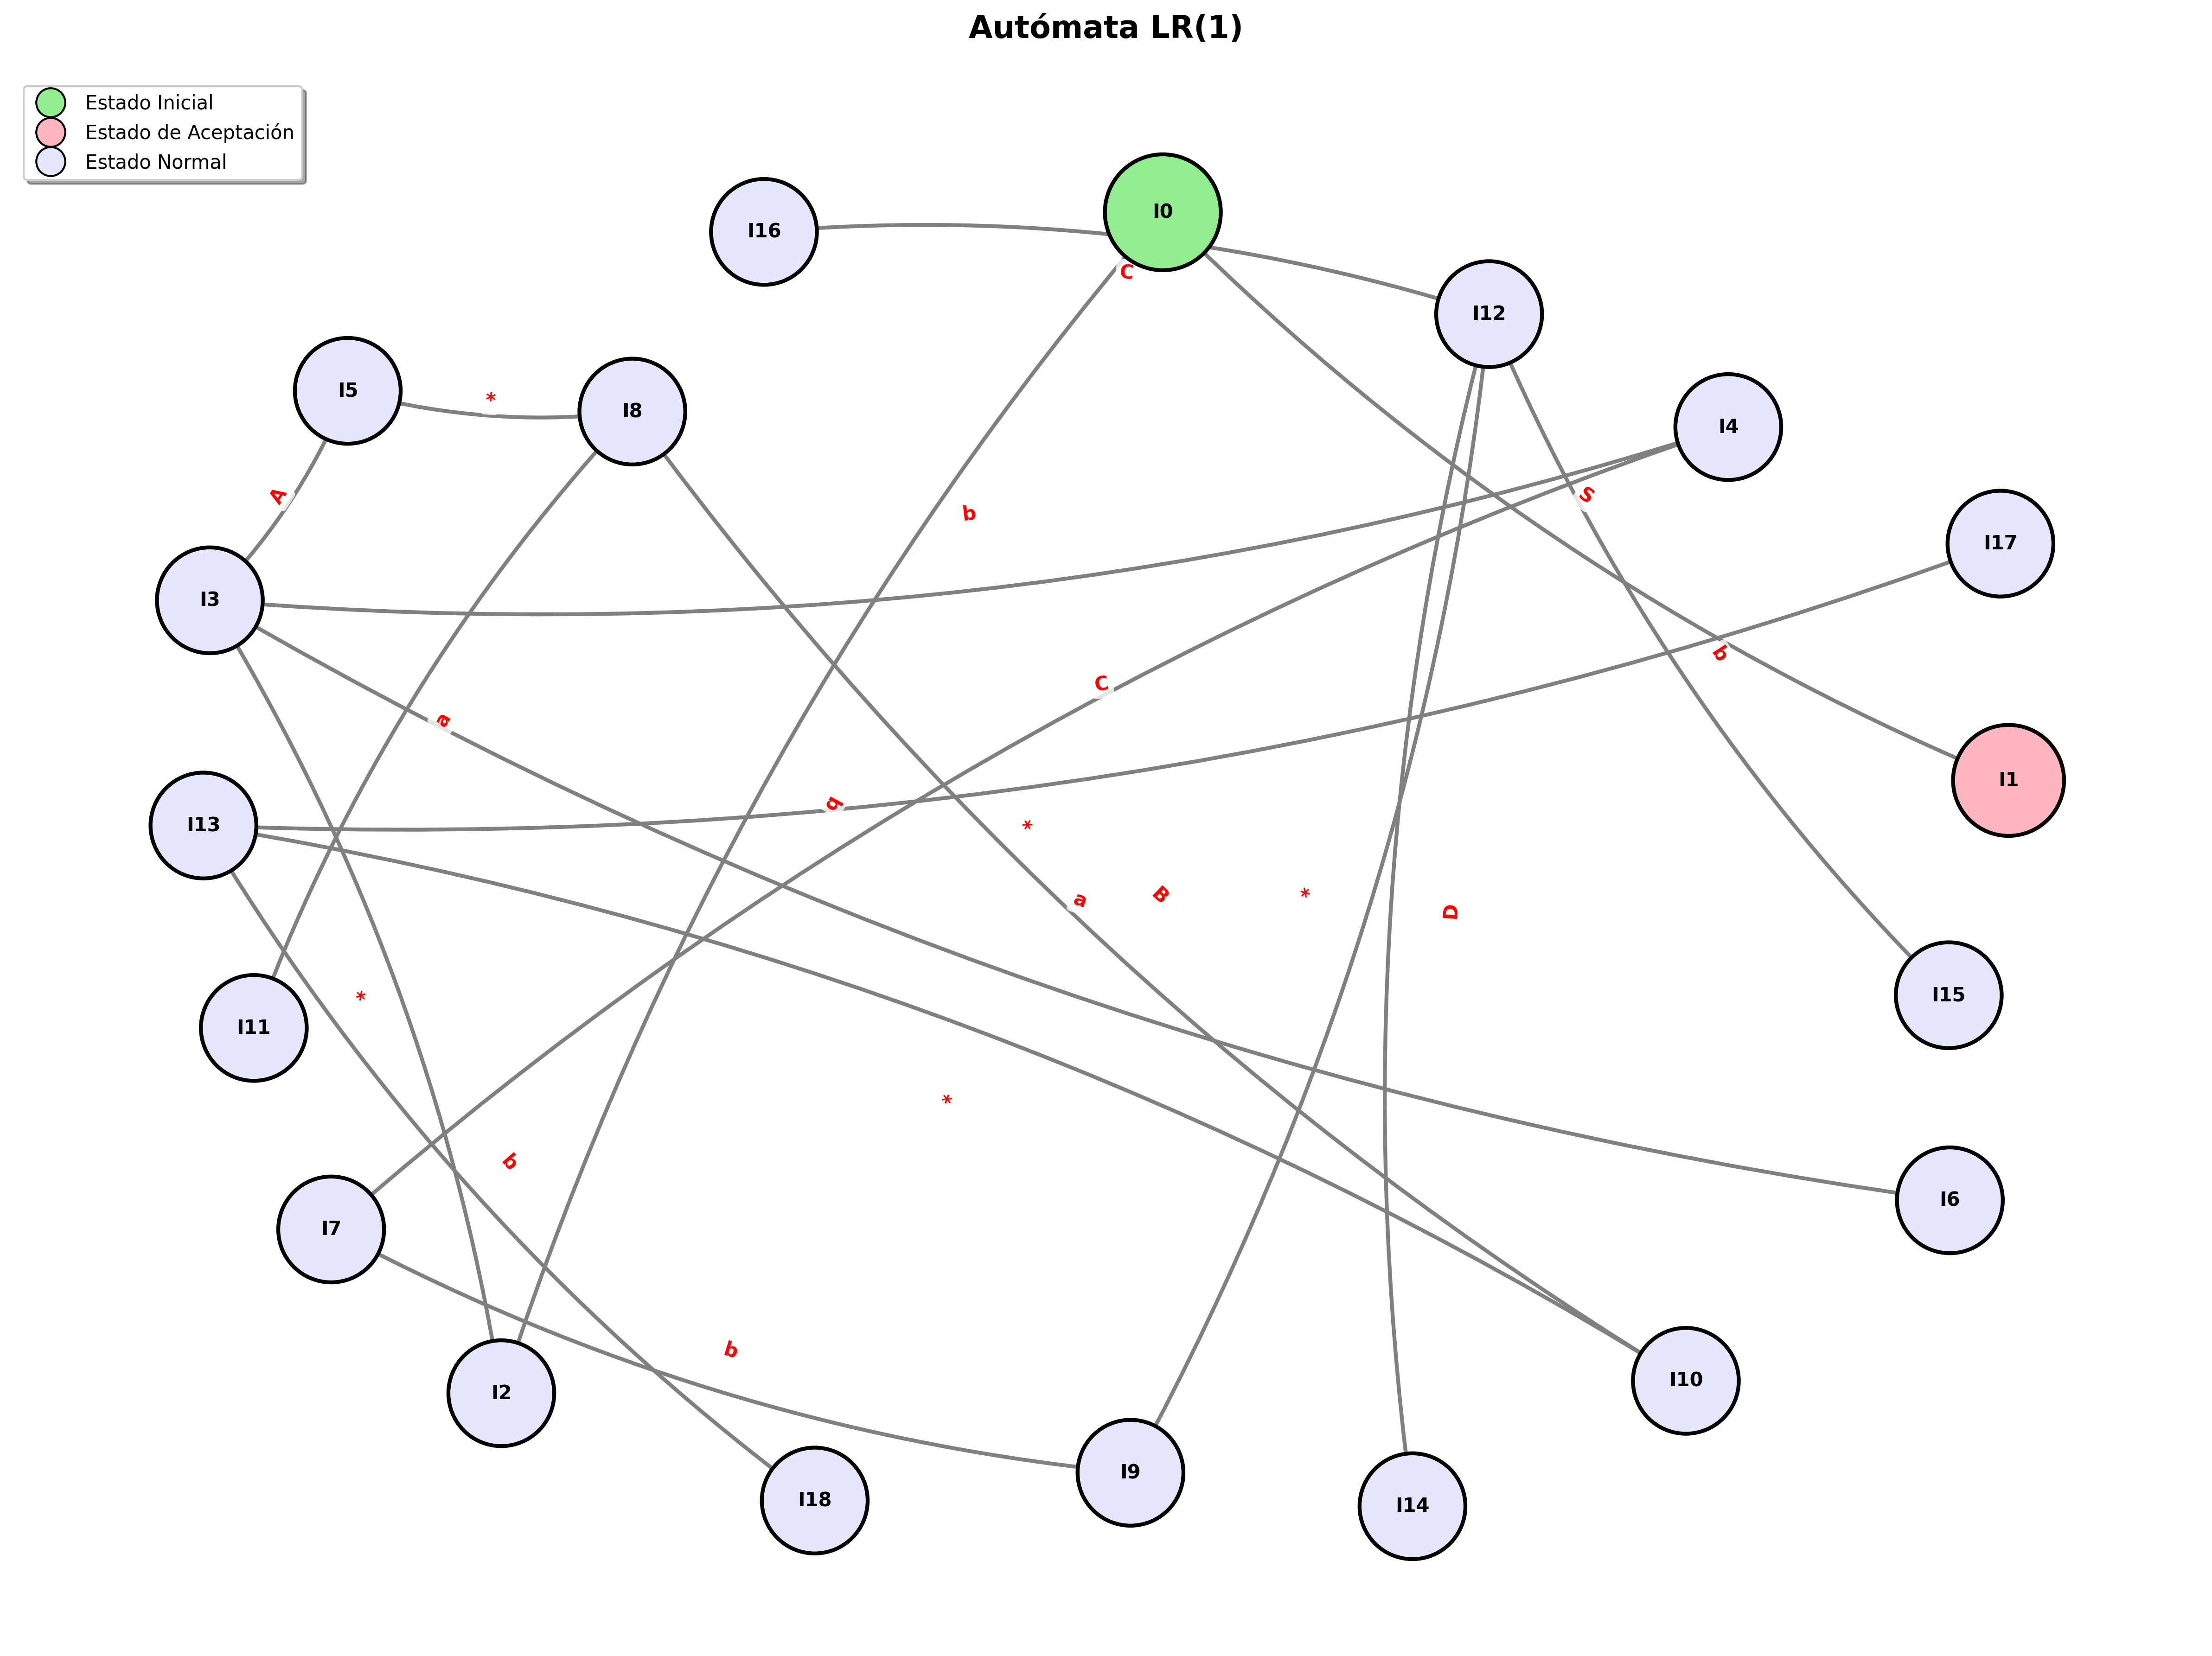 Autómata LR(1)
Estado Inicial
Estado de Aceptación
Estado Normal
I0
I16
C
I12
I5
*
I8
I4
A
b
S
I17
I3
b
C
a
I1
I13
b
*
a
B
*
D
*
I11
I15
*
b
I7
I6
b
I2
I10
I18
I9
I14